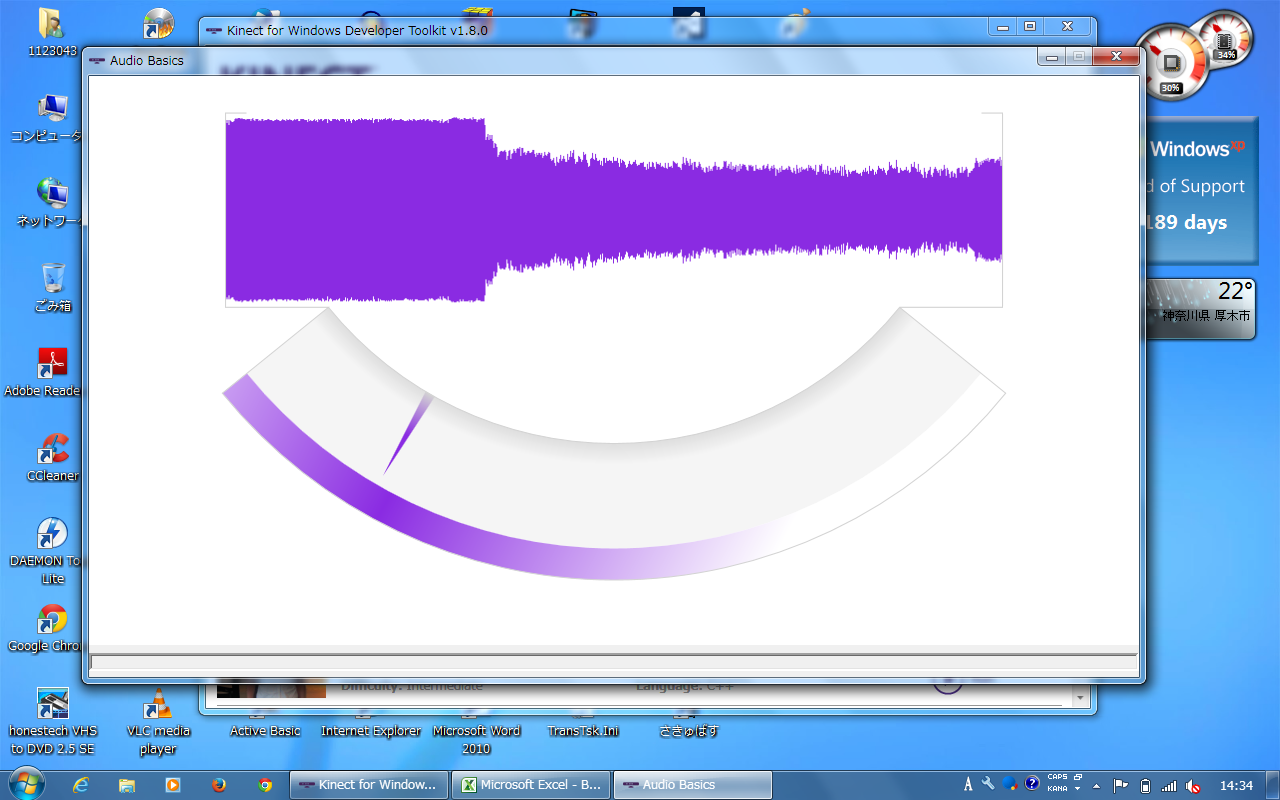 Kinect for Windows Developer Toolkit v1.8.0
KINECT
Audio Basics
1123043
コンピュータ
ネットワーク
ごみ箱
Adobe Reade
CCleaner
DAEMON To
Lite
Google Chro
honestech VHS
to DVD 2.5 SE
VLC media
player
Active Basic
Internet Explorer
Microsoft Word
2010
TransTsk.Ini
さきゅばす
Difficulty: Intermediate
Language: C++
34%
30%
Windows xp
d of Support
189 days
22°
神奈川県 厚木市
Kinect for Window...
Microsoft Excel - B...
Audio Basics
A
CAPS
KANA
14:34